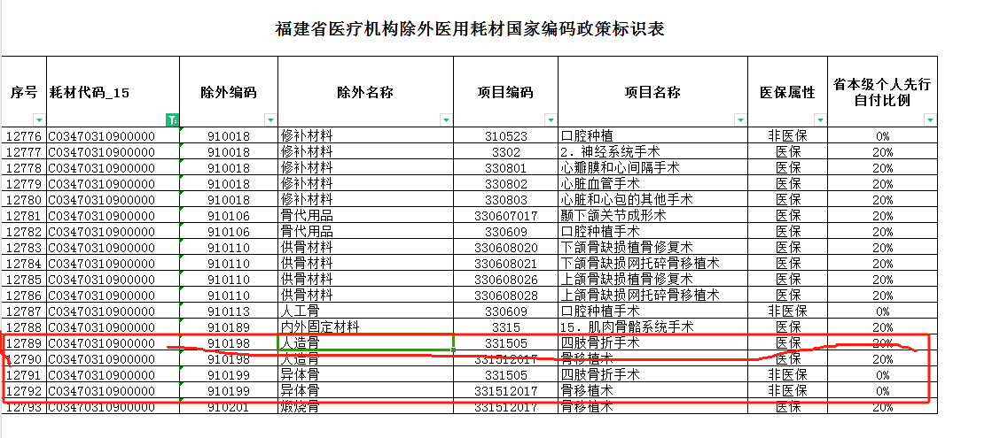 福建省医疗机构除外医用耗材国家编码政策标识表
序号 耗材代码_15 除外编码 除外名称 项目编码 项目名称 医保属性 省本级个人先行自付比例
12776 C03470310900000 910018 修补材料 310523 口腔种植 非医保 0%
12777 C03470310900000 910018 修补材料 3302 2．神经系统手术 医保 20%
12778 C03470310900000 910018 修补材料 330801 心瓣膜和心间隔手术 医保 20%
12779 C03470310900000 910018 修补材料 330802 心脏血管手术 医保 20%
12780 C03470310900000 910018 修补材料 330803 心脏和心包的其他手术 医保 20%
12781 C03470310900000 910106 骨代用品 330607017 颞下颌关节成形术 医保 20%
12782 C03470310900000 910106 骨代用品 330609 口腔种植手术 医保 20%
12783 C03470310900000 910110 供骨材料 330608020 下颌骨缺损植骨修复术 医保 20%
12784 C03470310900000 910110 供骨材料 330608021 下颌骨缺损网托碎骨移植术 医保 20%
12785 C03470310900000 910110 供骨材料 330608026 上颌骨缺损植骨修复术 医保 20%
12786 C03470310900000 910110 供骨材料 330608028 上颌骨缺损网托碎骨移植术 医保 20%
12787 C03470310900000 910113 人工骨 330609 口腔种植手术 非医保 0%
12788 C03470310900000 910189 内外固定材料 3315 15．肌肉骨骼系统手术 医保 20%
12789 C03470310900000 910198 人造骨 331505 四肢骨折手术 医保 20%
12790 C03470310900000 910198 人造骨 331512017 骨移植术 医保 20%
12791 C03470310900000 910199 异体骨 331505 四肢骨折手术 非医保 0%
12792 C03470310900000 910199 异体骨 331512017 骨移植术 非医保 0%
12793 C03470310900000 910201 煅烧骨 331512017 骨移植术 医保 20%